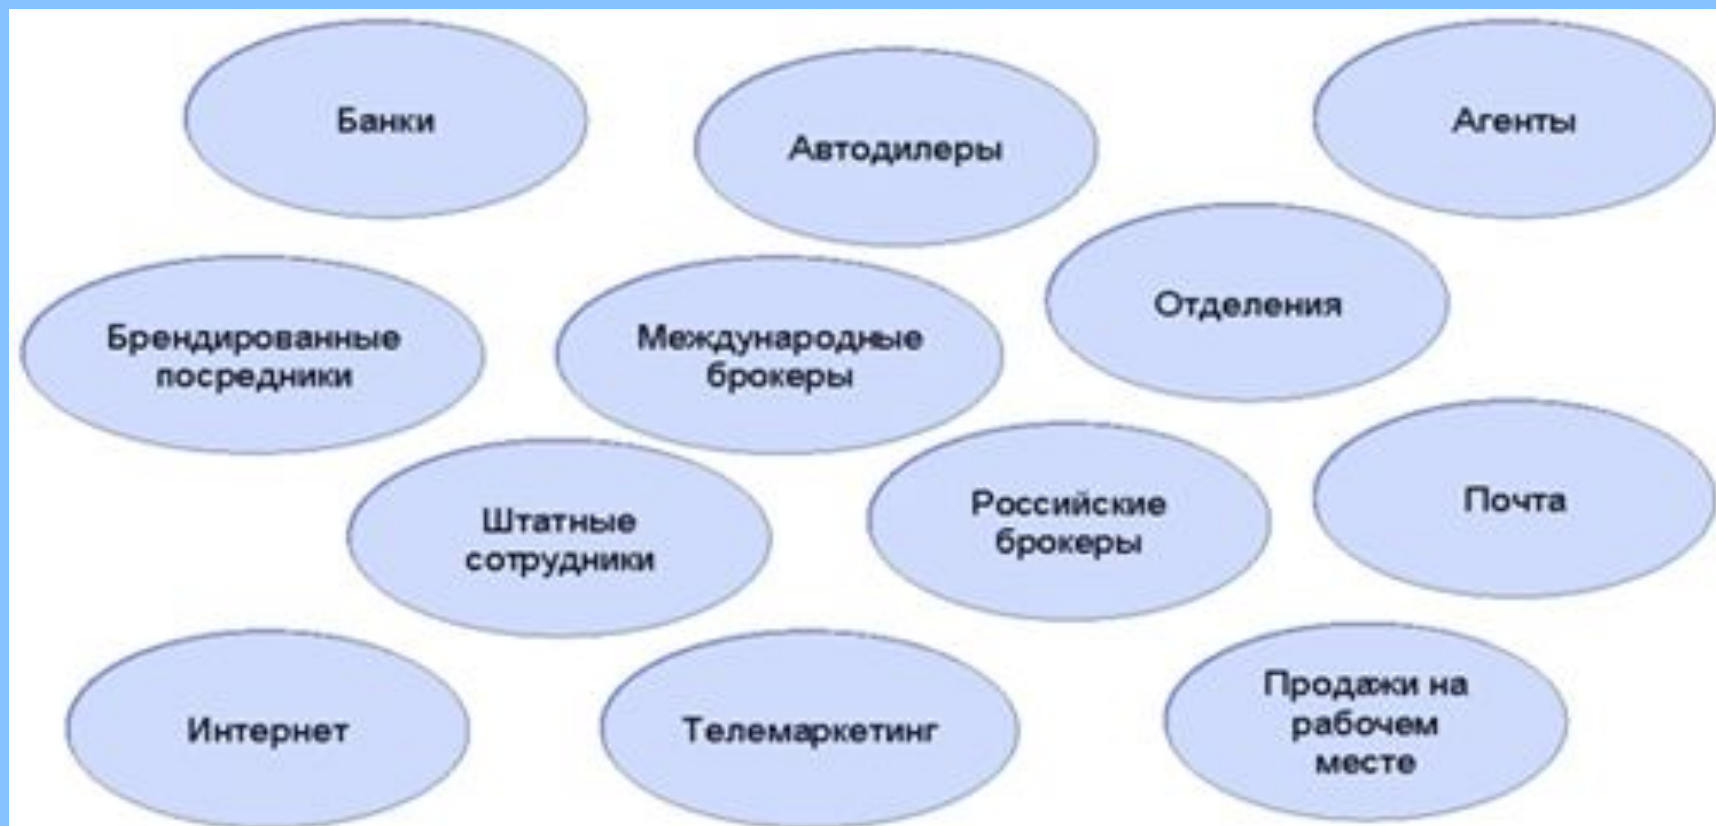 Банки
Автодилеры
Агенты
Отделения
Брендированные
посредники
Международные
брокеры
Штатные
сотрудники
Российские
брокеры
Почта
Интернет
Телемаркетинг
Продажи на
рабочем
месте